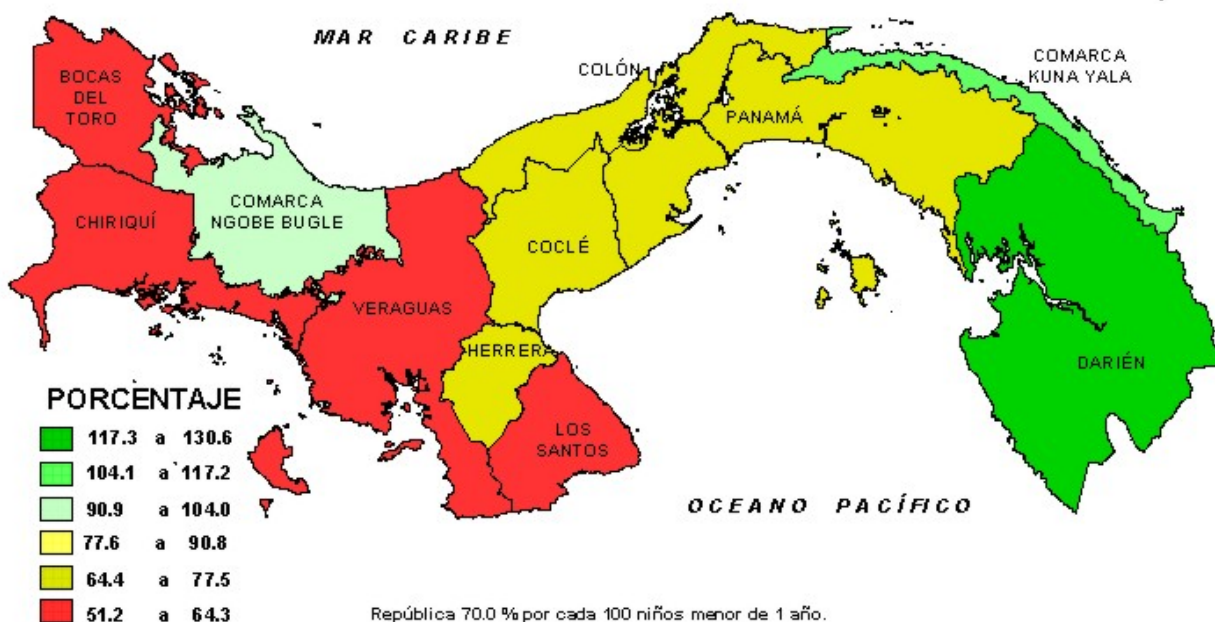 MAR CARIBE
COLÓN
COMARCA
KUNA YALA
BOCAS
DEL
TORO
PANAMÁ
COMARCA
NGOBE BUGLE
CHIRIQUÍ
COCLÉ
VERAGUAS
HERRERA
DARIÉN
LOS
SANTOS
OCEANO PACÍFICO
PORCENTAJE
117.3 a 130.6
104.1 a 117.2
90.9 a 104.0
77.6 a 90.8
64.4 a 77.5
51.2 a 64.3
República 70.0 % por cada 100 niños menor de 1 año.